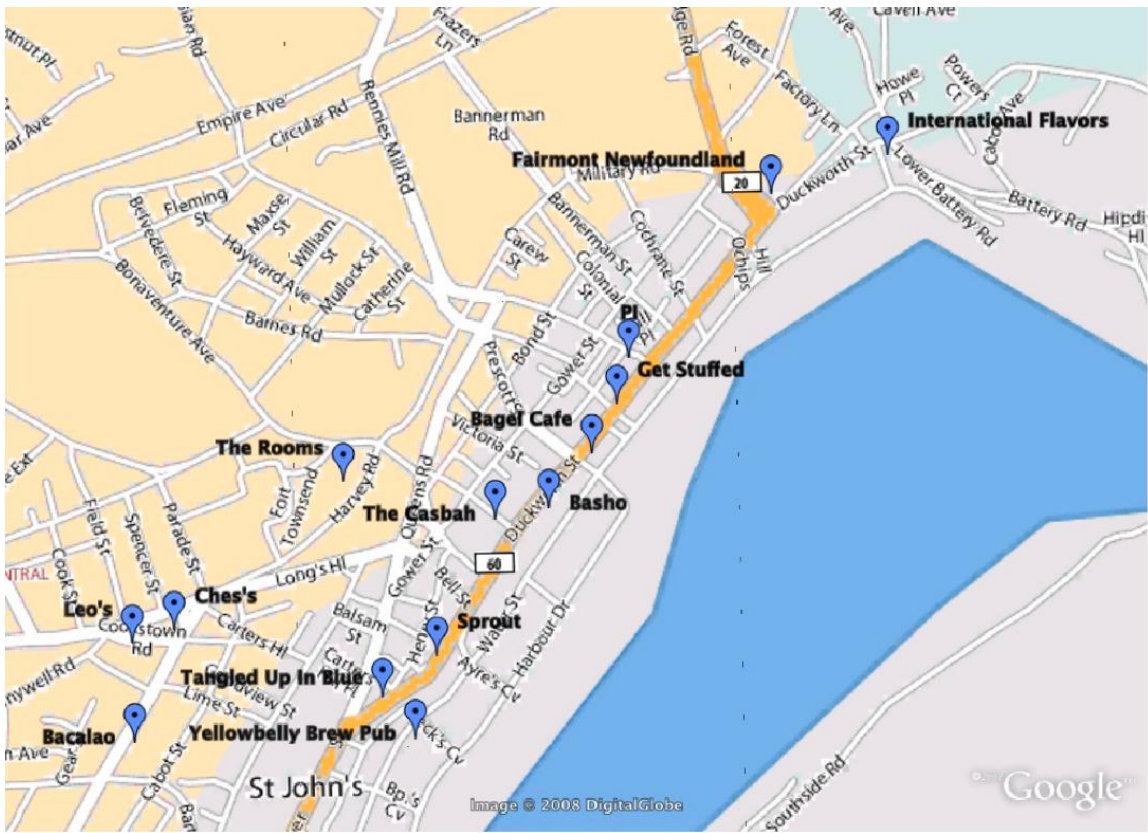 Cavell Ave
Frazers
Ln
Forest
Ave
Factory Ln
Howe
Pl
Powers
Ct
Empire Ave
Circular Rd
Rennies Mill Rd
Bannerman
Rd
International Flavors
Fairmont Newfoundland
Military Rd
20
Duckworth St
Lower Battery Rd
Battery Rd
Fleming
St
Maxse
St
Belvedere St
Hayward Ave
William
St
Mullock St
Catherine
St
Bonaventure Ave
Barnes Rd
Carew
St
Bannerman St
Cochrane St
Colonial
St
Hill
Ochips
Bond St
Gower St
PI
Pl
Get Stuffed
Prescott
Bagel Cafe
Victoria St
The Rooms
Fort
Townsend
Harvey Rd
Queens Rd
The Casbah
Duckworth St
Basho
60
Field St
Spencer St
Parade St
Cook St
Long's Hl
Gower St
Bell St
Leo's
Ches's
Cookstown
Rd
Carters Hl
Balsam
St
Sprout
Water St
Harbour Dr
Ayre's Cv
Tangled Up In Blue
Lime St
Bacalao
Yellowbelly Brew Pub
Cabot St
St John's
Southside Rd
Image © 2008 DigitalGlobe
Google